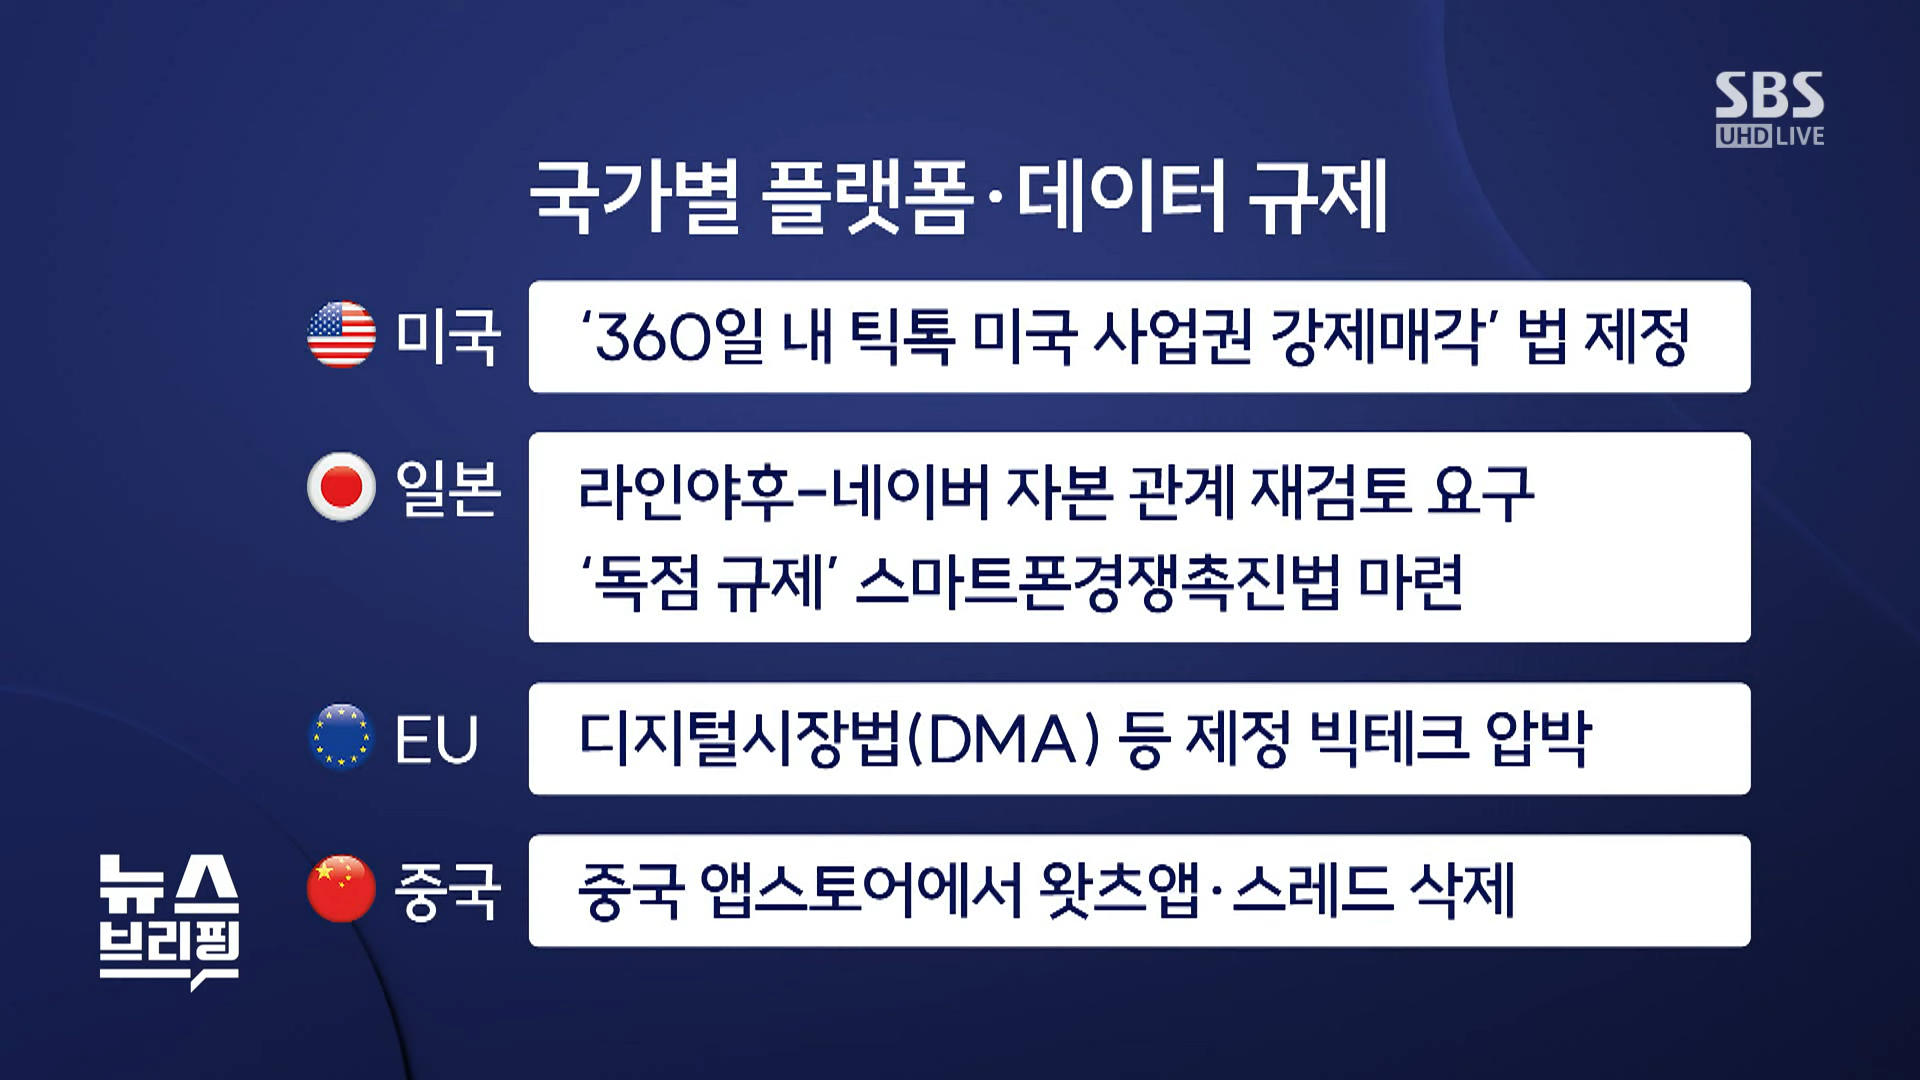 SBS
UHD LIVE
국가별 플랫폼·데이터 규제
미국
‘360일 내 틱톡 미국 사업권 강제매각’ 법 제정
일본
라인야후-네이버 자본 관계 재검토 요구
‘독점 규제’ 스마트폰경쟁촉진법 마련
EU
디지털시장법(DMA) 등 제정 빅테크 압박
중국
중국 앱스토어에서 왓츠앱·스레드 삭제
뉴스
브리핑